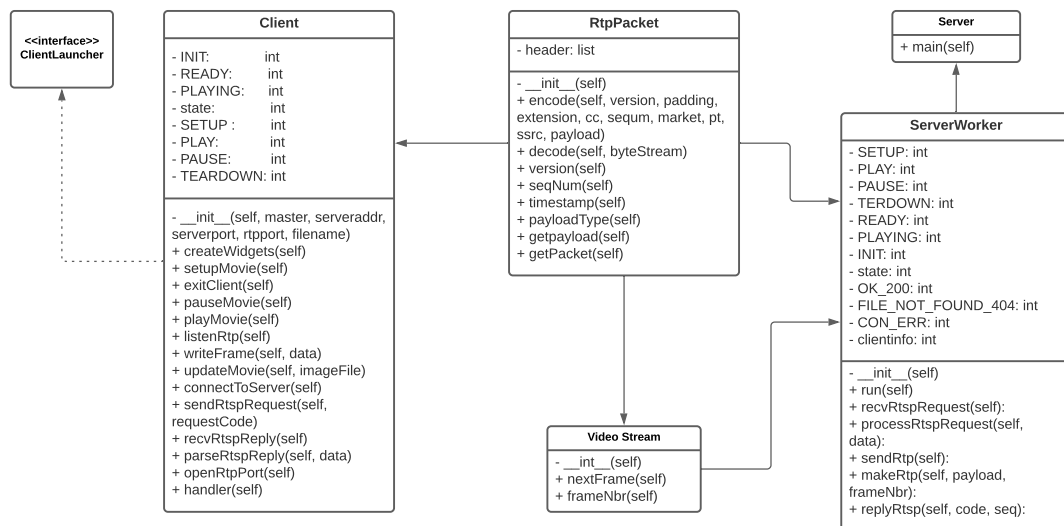 <<interface>>
ClientLauncher
Client
- INIT: int
- READY: int
- PLAYING: int
- state: int
- SETUP : int
- PLAY: int
- PAUSE: int
- TEARDOWN: int
- __init__(self, master, serveraddr,
serverport, rtpport, filename)
+ createWidgets(self)
+ setupMovie(self)
+ exitClient(self)
+ pauseMovie(self)
+ playMovie(self)
+ listenRtp(self)
+ writeFrame(self, data)
+ updateMovie(self, imageFile)
+ connectToServer(self)
+ sendRtspRequest(self,
requestCode)
+ recvRtspReply(self)
+ parseRtspReply(self, data)
+ openRtpPort(self)
+ handler(self)
RtpPacket
- header: list
- __init__(self)
+ encode(self, version, padding,
extension, cc, sequm, market, pt,
ssrc, payload)
+ decode(self, byteStream)
+ version(self)
+ seqNum(self)
+ timestamp(self)
+ payloadType(self)
+ getpayload(self)
+ getPacket(self)
Video Stream
- __int__(self)
+ nextFrame(self)
+ frameNbr(self)
Server
+ main(self)
ServerWorker
- SETUP: int
- PLAY: int
- PAUSE: int
- TERDOWN: int
- READY: int
- PLAYING: int
- INIT: int
- state: int
- OK_200: int
- FILE_NOT_FOUND_404: int
- CON_ERR: int
- clientinfo: int
- __init__(self)
+ run(self)
+ recvRtspRequest(self):
+ processRtspRequest(self,
data):
+ sendRtp(self):
+ makeRtp(self, payload,
frameNbr):
+ replyRtsp(self, code, seq):